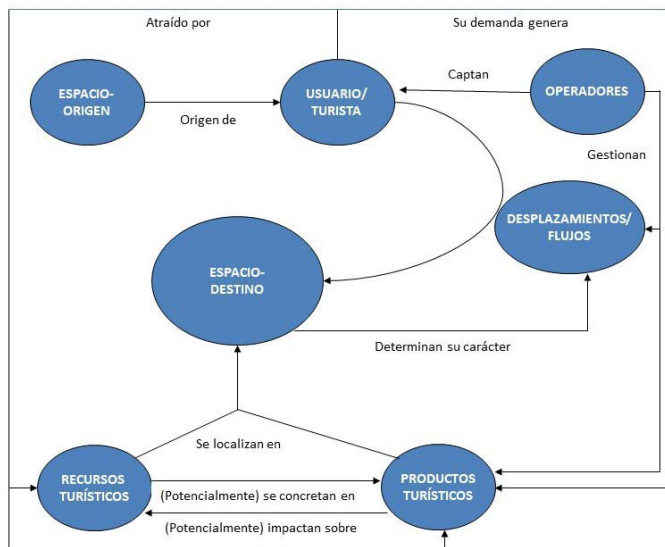 Atraído por
Su demanda genera
ESPACIO-
ORIGEN
USUARIO/
TURISTA
Captan
OPERADORES
Origen de
Gestionan
DESPLAZAMIENTOS/
FLUJOS
ESPACIO-
DESTINO
Determinan su carácter
Se localizan en
RECURSOS
TURÍSTICOS
(Potencialmente) se concretan en
PRODUCTOS
TURÍSTICOS
(Potencialmente) impactan sobre